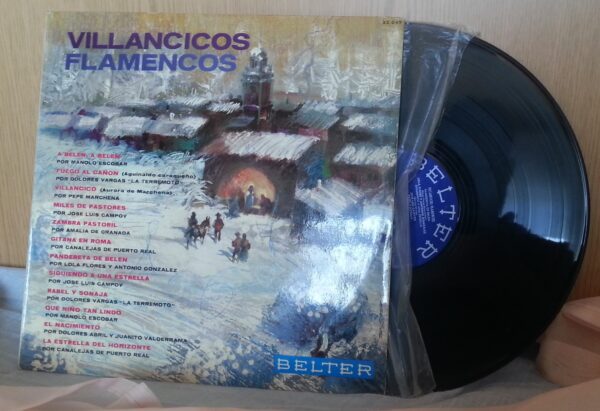 VILLANCICOS
FLAMENCOS
A BELEN, A BELEN
POR MANOLO ESCOBAR
FUEGO AL CAÑON (Aguinaldo caraqueño)
POR DOLORES VARGAS "LA TERREMOTO"
VILLANCICO (Aurora de Marchena)
POR PEPE MARCHENA
MILES DE PASTORES
POR JOSE LUIS CAMPOY
ZAMBRA PASTORIL
POR AMALIA DE GRANADA
GITANA EN ROMA
POR CANALEJAS DE PUERTO REAL
PANDERETA DE BELEN
POR LOLA FLORES Y ANTONIO GONZALEZ
SIGUIENDO A UNA ESTRELLA
POR JOSE LUIS CAMPOY
RABEL Y SONAJA
POR DOLORES VARGAS "LA TERREMOTO"
QUE NIÑO TAN LINDO
POR MANOLO ESCOBAR
EL NACIMIENTO
POR DOLORES ABRIL Y JUANITO VALDERRAMA
LA ESTRELLA DEL HORIZONTE
POR CANALEJAS DE PUERTO REAL
BELTER
BELTER